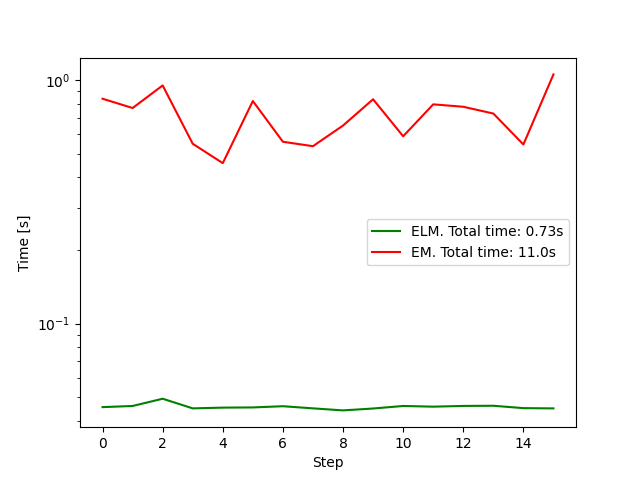 10⁰
10⁻¹
Time [s]
ELM. Total time: 0.73s
EM. Total time: 11.0s
0 2 4 6 8 10 12 14
Step